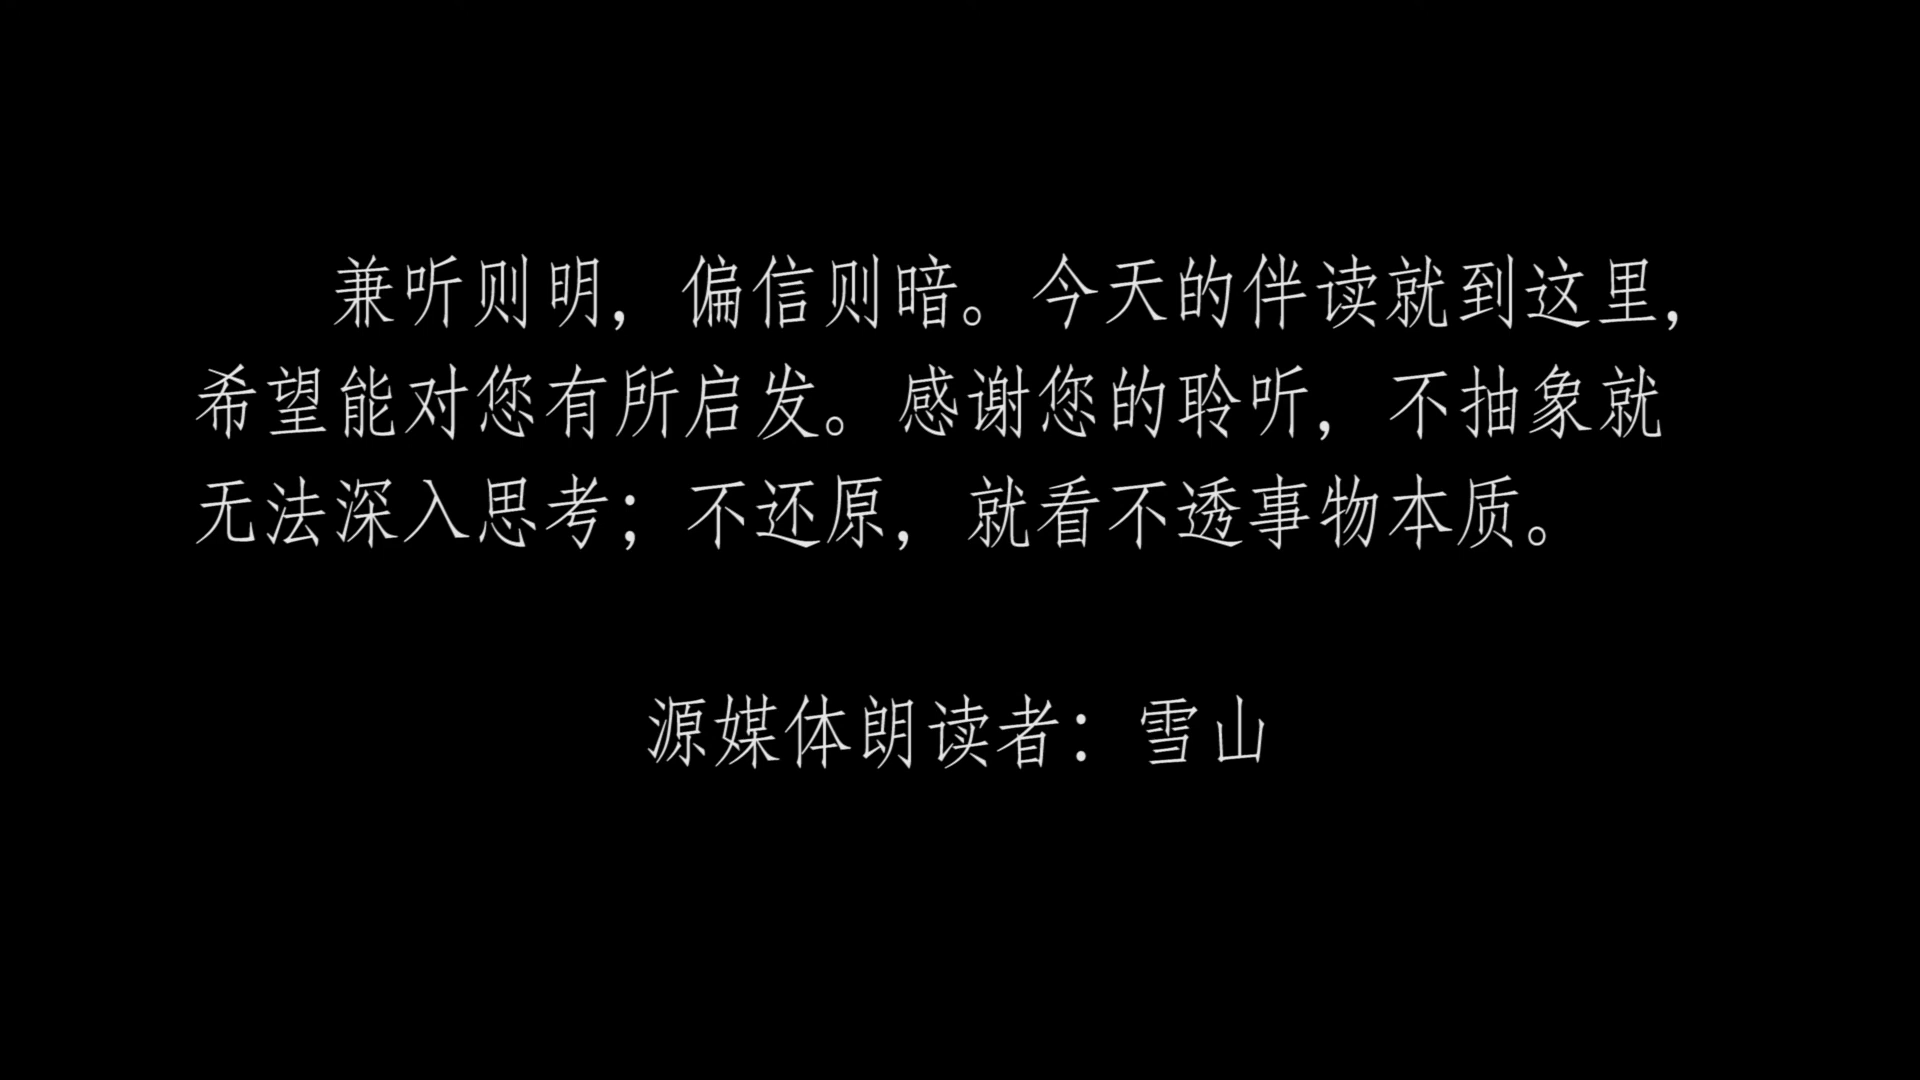 兼听则明，偏信则暗。今天的伴读就到这里，
希望能对您有所启发。感谢您的聆听，不抽象就
无法深入思考；不还原，就看不透事物本质。
源媒体朗读者：雪山